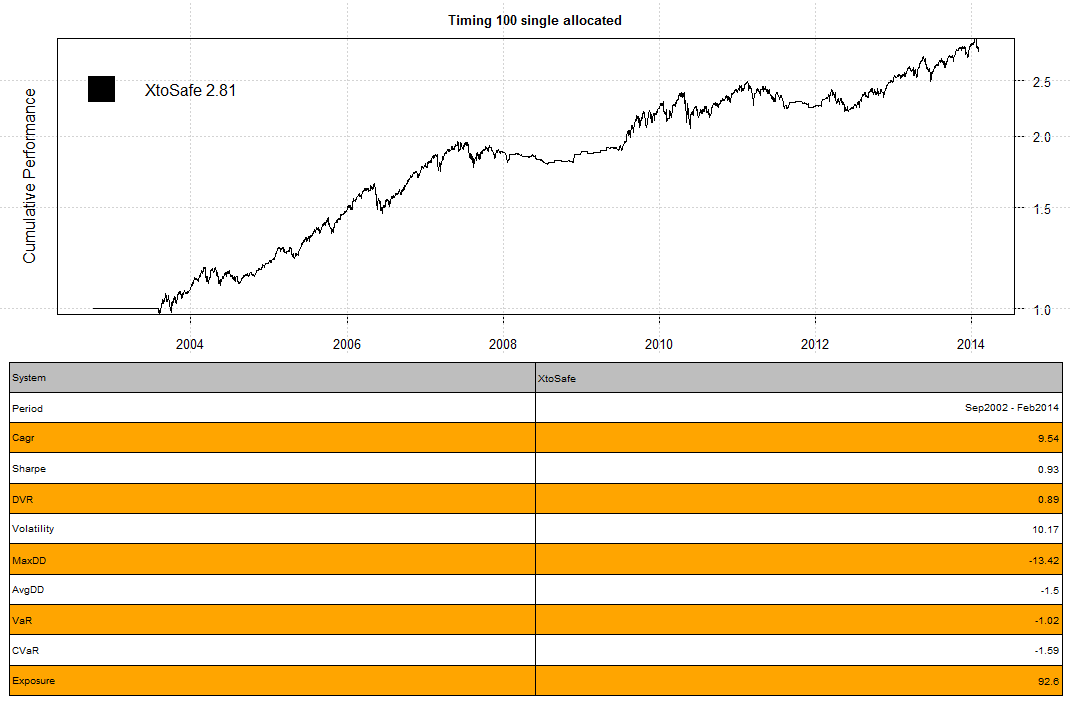 Timing 100 single allocated
Cumulative Performance
XtoSafe 2.81
2.5
2.0
1.5
1.0
2004 2006 2008 2010 2012 2014
System XtoSafe
Period Sep2002 - Feb2014
Cagr 9.54
Sharpe 0.93
DVR 0.89
Volatility 10.17
MaxDD -13.42
AvgDD -1.5
VaR -1.02
CVaR -1.59
Exposure 92.6